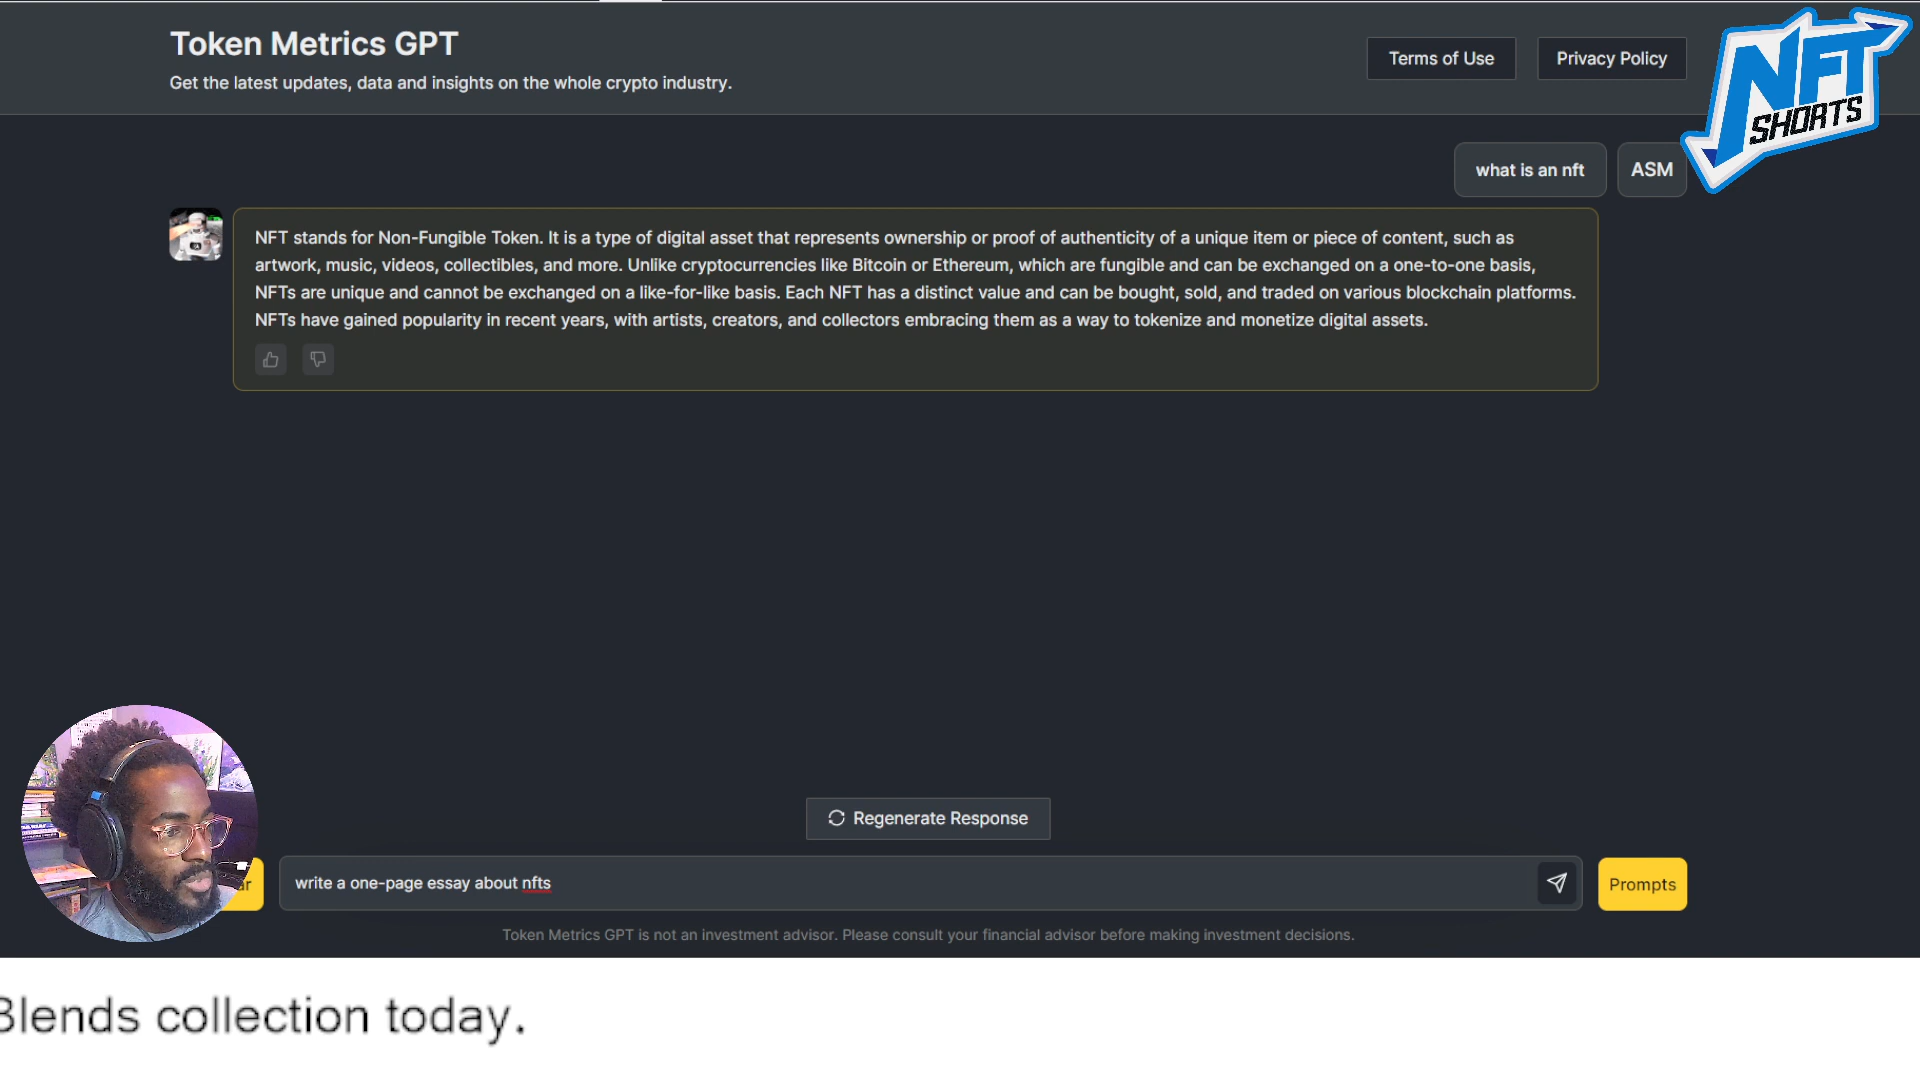 Token Metrics GPT
Get the latest updates, data and insights on the whole crypto industry.
Terms of Use
Privacy Policy
NFT
SHORTS
what is an nft
ASM
NFT stands for Non-Fungible Token. It is a type of digital asset that represents ownership or proof of authenticity of a unique item or piece of content, such as
artwork, music, videos, collectibles, and more. Unlike cryptocurrencies like Bitcoin or Ethereum, which are fungible and can be exchanged on a one-to-one basis,
NFTs are unique and cannot be exchanged on a like-for-like basis. Each NFT has a distinct value and can be bought, sold, and traded on various blockchain platforms.
NFTs have gained popularity in recent years, with artists, creators, and collectors embracing them as a way to tokenize and monetize digital assets.
Regenerate Response
write a one-page essay about nfts
Prompts
Token Metrics GPT is not an investment advisor. Please consult your financial advisor before making investment decisions.
Blends collection today.